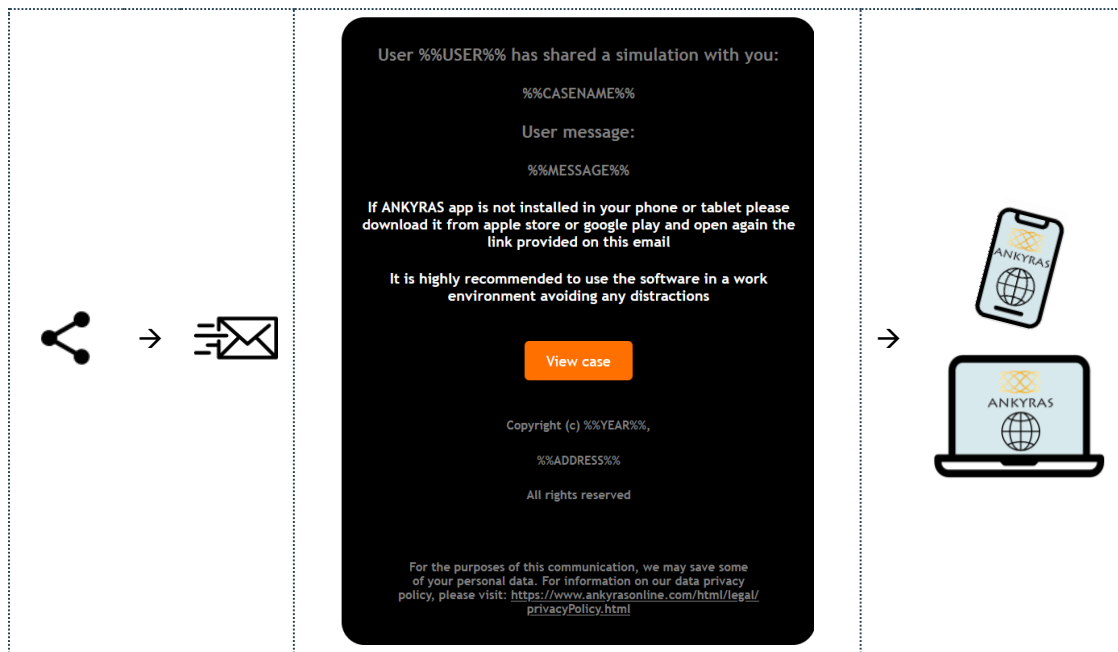 User %%USER%% has shared a simulation with you:
%%CASENAME%%
User message:
%%MESSAGE%%
If ANKYRAS app is not installed in your phone or tablet please
download it from apple store or google play and open again the
link provided on this email
It is highly recommended to use the software in a work
environment avoiding any distractions
View case
Copyright (c) %%YEAR%%,
%%ADDRESS%%
All rights reserved
For the purposes of this communication, we may save some
of your personal data. For information on our data privacy
policy, please visit: https://www.ankyrasonline.com/html/legal/
privacyPolicy.html
ANKYRAS
ANKYRAS